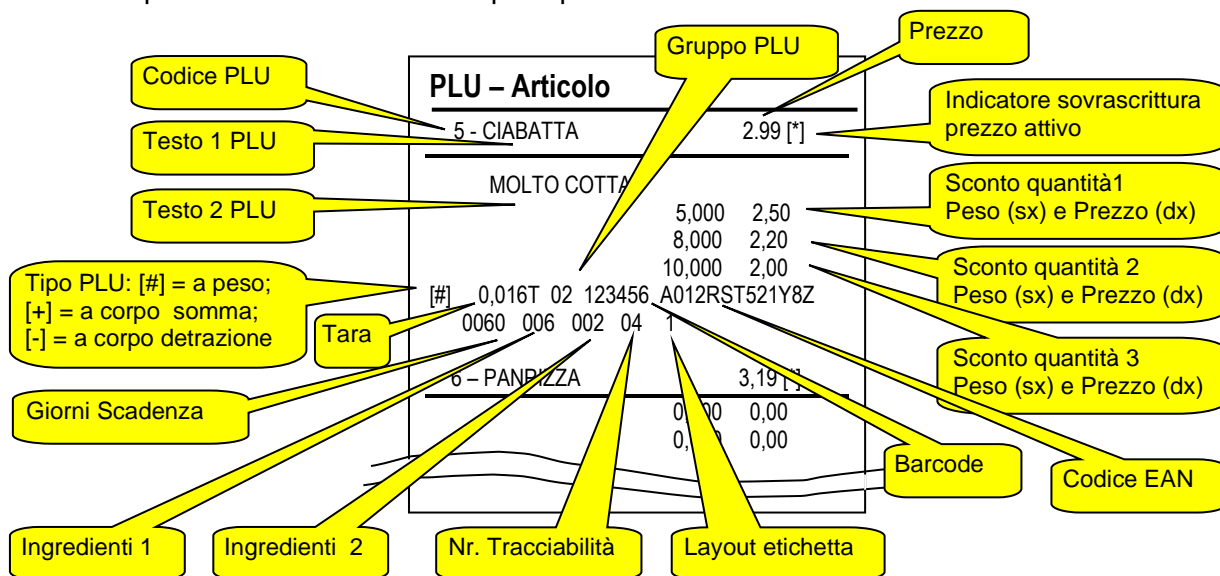 Gruppo PLU
Prezzo
Codice PLU
PLU – Articolo
Indicatore sovrascrittura
prezzo attivo
5 - CIABATTA 2.99 [*]
Testo 1 PLU
MOLTO COTTA
Sconto quantità1
Peso (sx) e Prezzo (dx)
Testo 2 PLU
5,000 2,50
8,000 2,20
10,000 2,00
Sconto quantità 2
Peso (sx) e Prezzo (dx)
Tipo PLU: [#] = a peso;
[+] = a corpo somma;
[-] = a corpo detrazione
[#] 0,016T 02 123456 A012RST521Y8Z
Tara
0060 006 002 04 1
Sconto quantità 3
Peso (sx) e Prezzo (dx)
6 – PANPIZZA 3,19 [*]
Giorni Scadenza
0,00
0,00
Barcode
Codice EAN
Ingredienti 1
Ingredienti 2
Nr. Tracciabilità
Layout etichetta